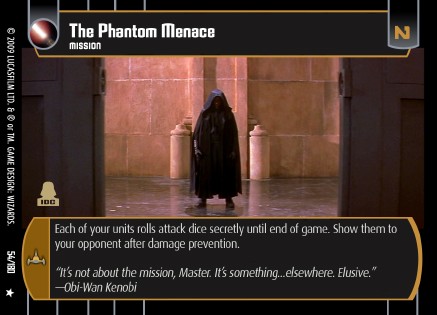 The Phantom Menace
MISSION
N
© 2009 LUCASFILM LTD. & ® or TM. GAME DESIGN: WIZARDS.
IDC
54/180
Each of your units rolls attack dice secretly until end of game. Show them to
your opponent after damage prevention.
“It’s not about the mission, Master. It’s something...elsewhere. Elusive.”
—Obi-Wan Kenobi